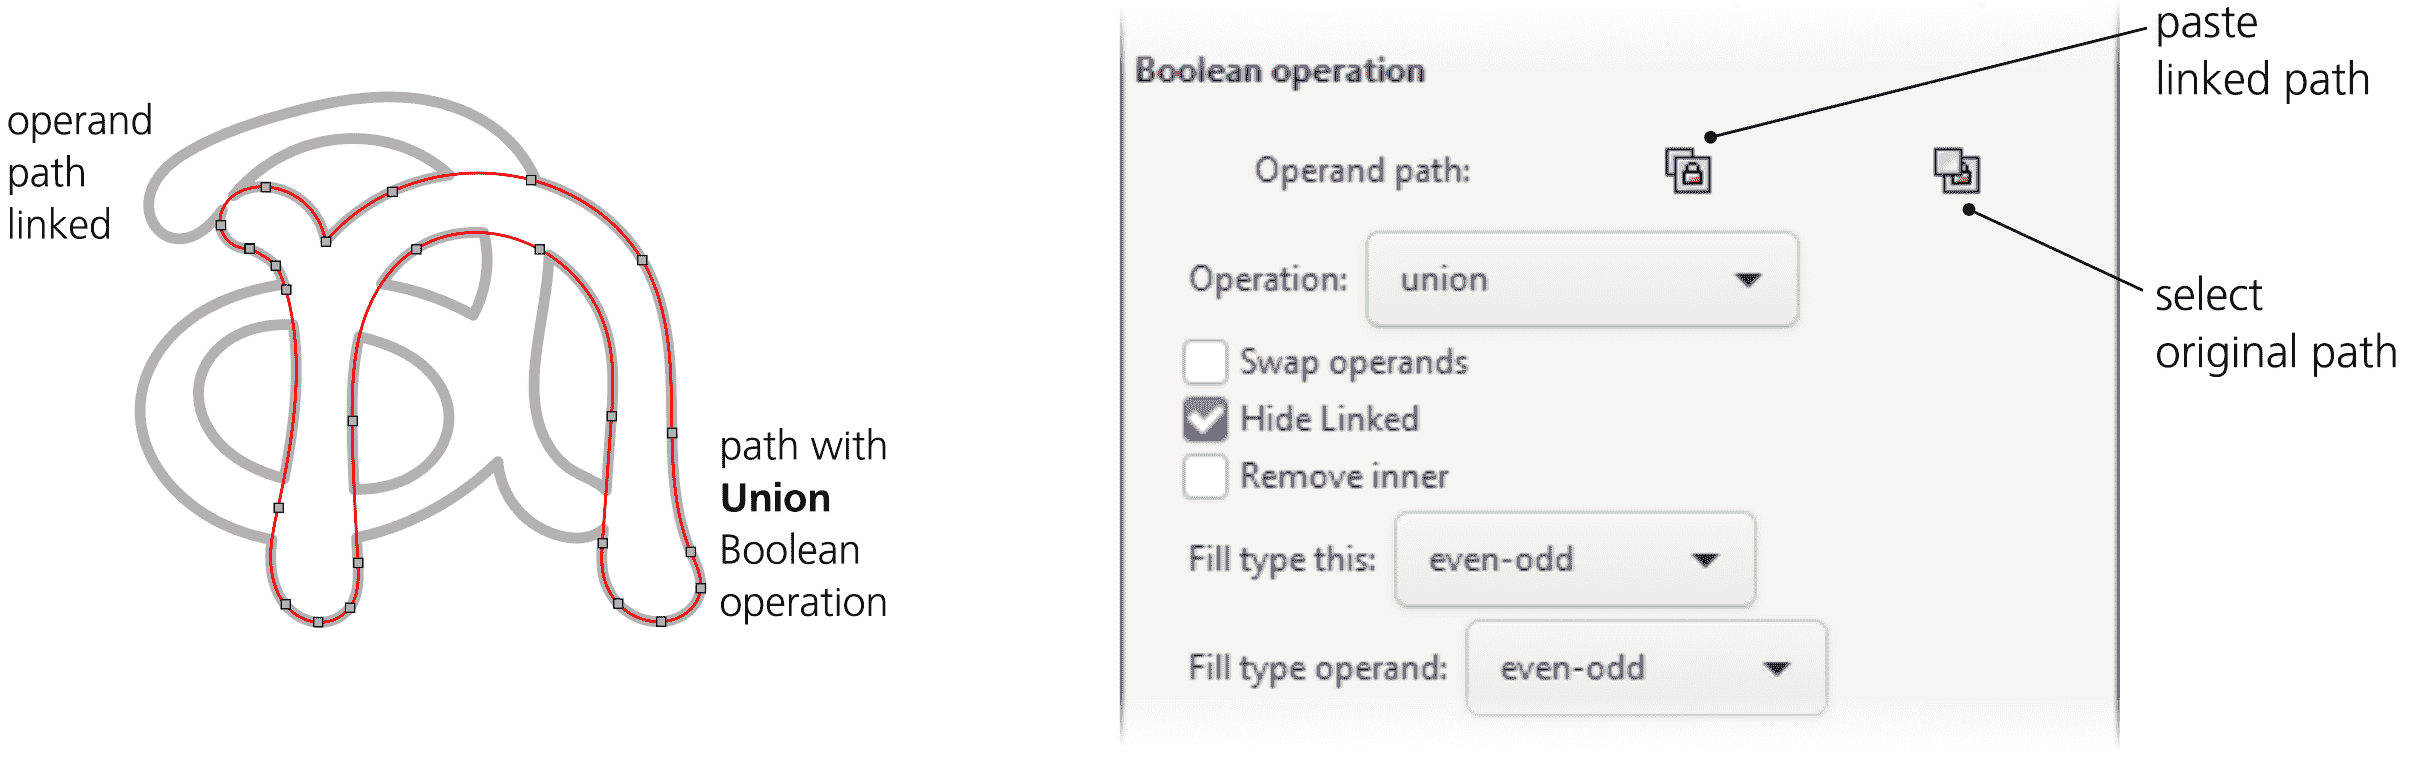 operand
path
linked
path with
Union
Boolean
operation
Boolean operation
Operand path:
Operation: union
Swap operands
Hide Linked
Remove inner
Fill type this: even-odd
Fill type operand: even-odd
paste
linked path
select
original path